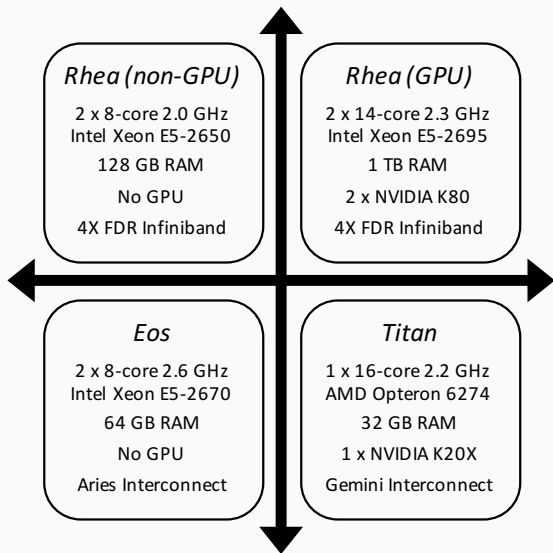 Rhea (non-GPU)
2 x 8-core 2.0 GHz
Intel Xeon E5-2650
128 GB RAM
No GPU
4X FDR Infiniband
Rhea (GPU)
2 x 14-core 2.3 GHz
Intel Xeon E5-2695
1 TB RAM
2 x NVIDIA K80
4X FDR Infiniband
Eos
2 x 8-core 2.6 GHz
Intel Xeon E5-2670
64 GB RAM
No GPU
Aries Interconnect
Titan
1 x 16-core 2.2 GHz
AMD Opteron 6274
32 GB RAM
1 x NVIDIA K20X
Gemini Interconnect